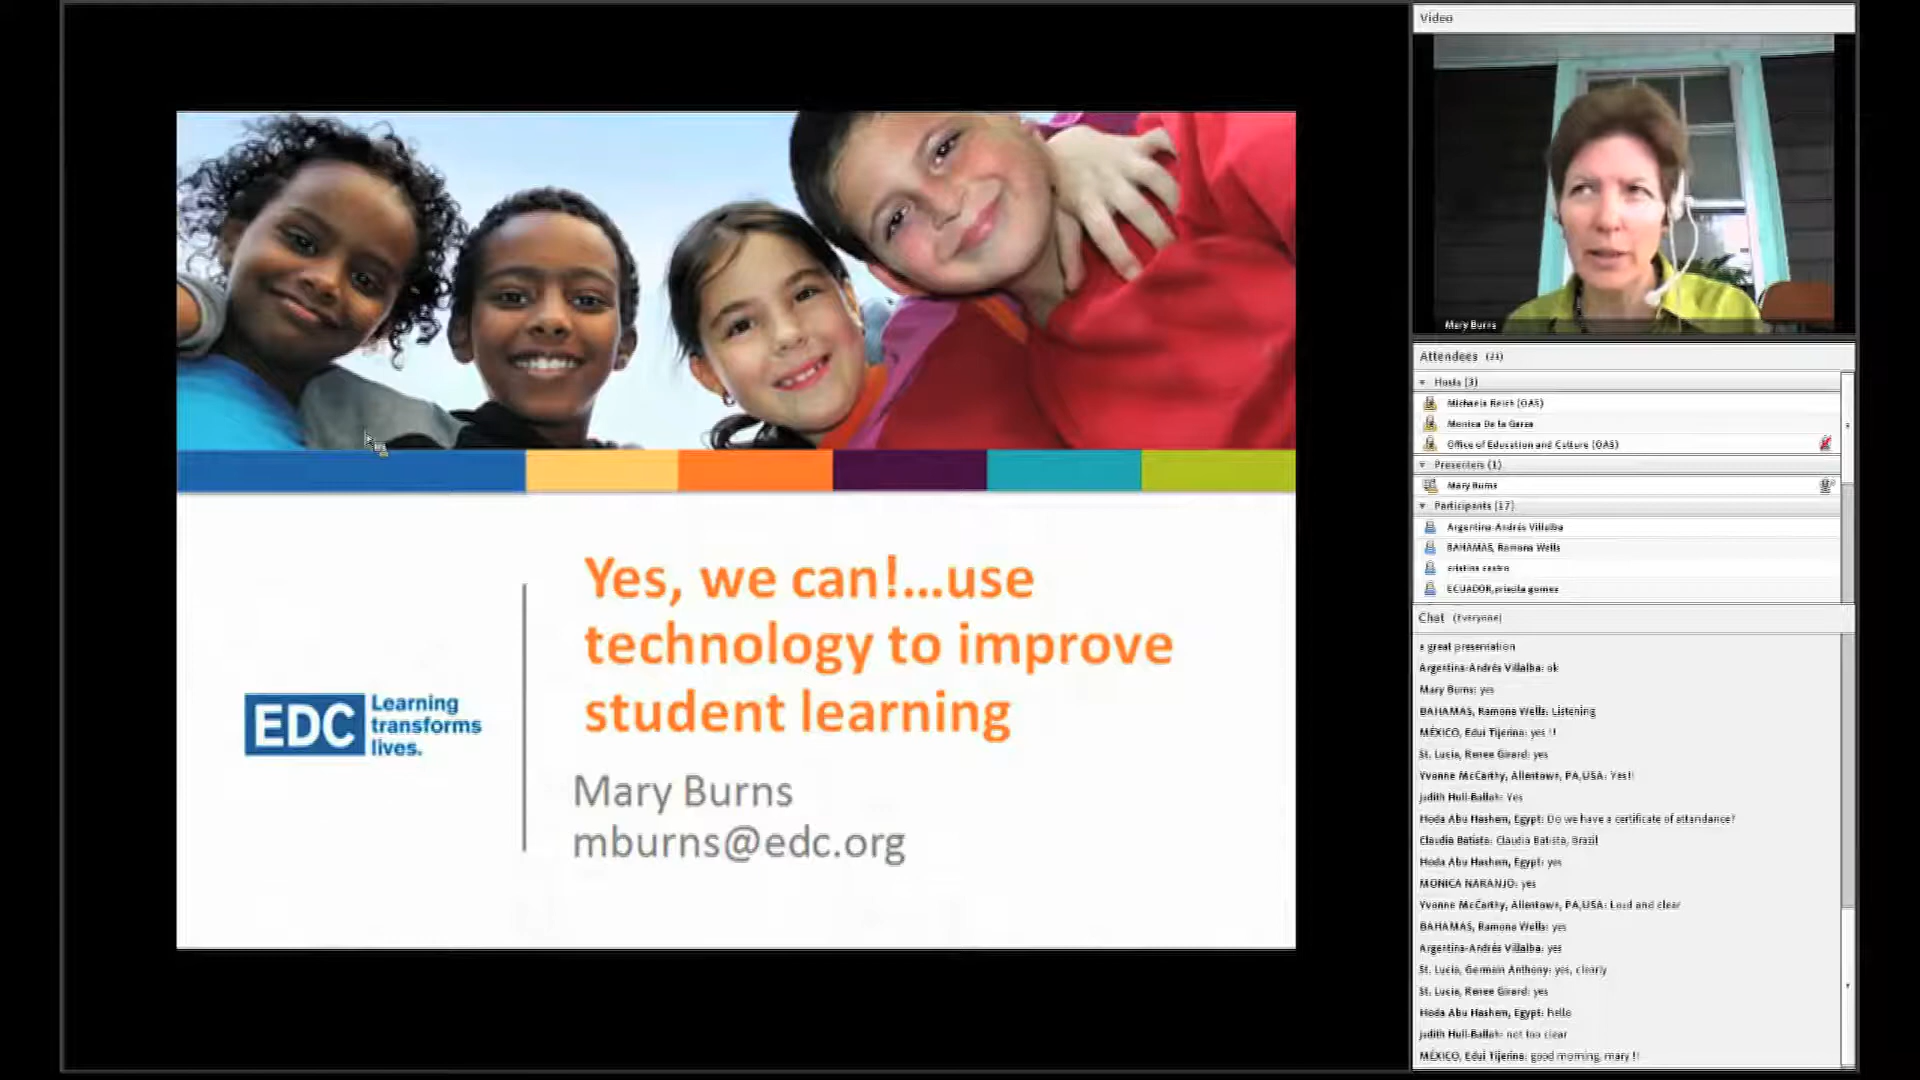 Yes, we can!...use
technology to improve
student learning
EDC
Learning
transforms
lives.
Mary Burns
mburns@edc.org
Video
Mary Burns
Attendees (21)
Hosts (3)
Michaela Reich (OAS)
Monica De la Garza
Office of Education and Culture (OAS)
Presenters (1)
Mary Burns
Participants (17)
Argentina-Andrés Villalba
BAHAMAS, Ramona Wells
cristina castro
ECUADOR,priscila gomez
Chat (Everyone)
a great presentation
Argentina-Andrés Villalba: ok
Mary Burns: yes
BAHAMAS, Ramona Wells: Listening
MÉXICO, Edui Tijerina: yes !!
St. Lucia, Renee Girard: yes
Yvonne McCarthy, Allentown, PA,USA: Yes!!
Judith Hull-Ballah: Yes
Hoda Abu Hashem, Egypt: Do we have a certificate of attendance?
Claudia Batista: Claudia Batista, Brazil
Hoda Abu Hashem, Egypt: yes
MONICA NARANJO: yes
Yvonne McCarthy, Allentown, PA,USA: Loud and clear
BAHAMAS, Ramona Wells: yes
Argentina-Andrés Villalba: yes
St. Lucia, Germain Anthony: yes, clearly
St. Lucia, Renee Girard: yes
Hoda Abu Hashem, Egypt: hello
Judith Hull-Ballah: not too clear
MÉXICO, Edui Tijerina: good morning, mary !!